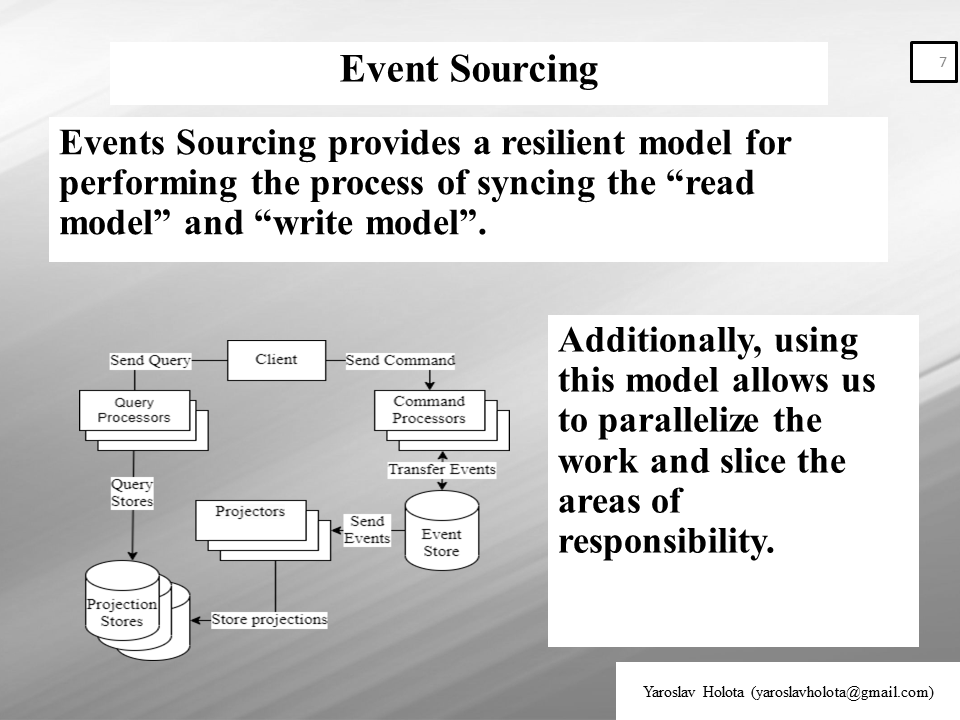 Event Sourcing
7
Events Sourcing provides a resilient model for
performing the process of syncing the “read
model” and “write model”.
Send Query
Client
Send Command
Query
Processors
Command
Processors
Transfer Events
Query
Stores
Projectors
Send
Events
Event
Store
Projection
Stores
Store projections
Additionally, using
this model allows us
to parallelize the
work and slice the
areas of
responsibility.
Yaroslav Holota (yaroslavholota@gmail.com)